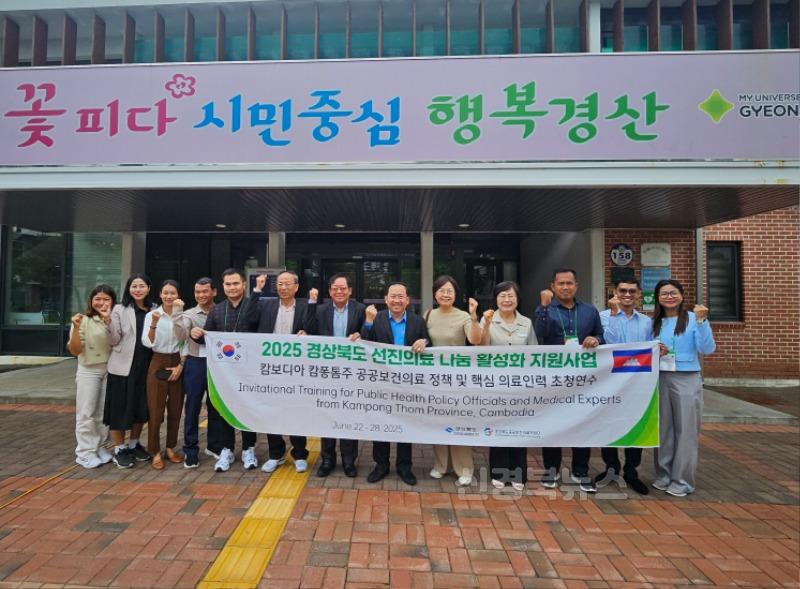 꽃 피다 시민중심 행복경산
MY UNIVERSE
GYEON
158
2025 경상북도 선진의료 나눔 활성화 지원사업
캄보디아 캄퐁톰주 공공보건의료 정책 및 핵심 의료인력 초청연수
Invitational Training for Public Health Policy Officials and Medical Experts
from Kampong Thom Province, Cambodia
June 22 - 28, 2025
경상북도
신경북뉴스